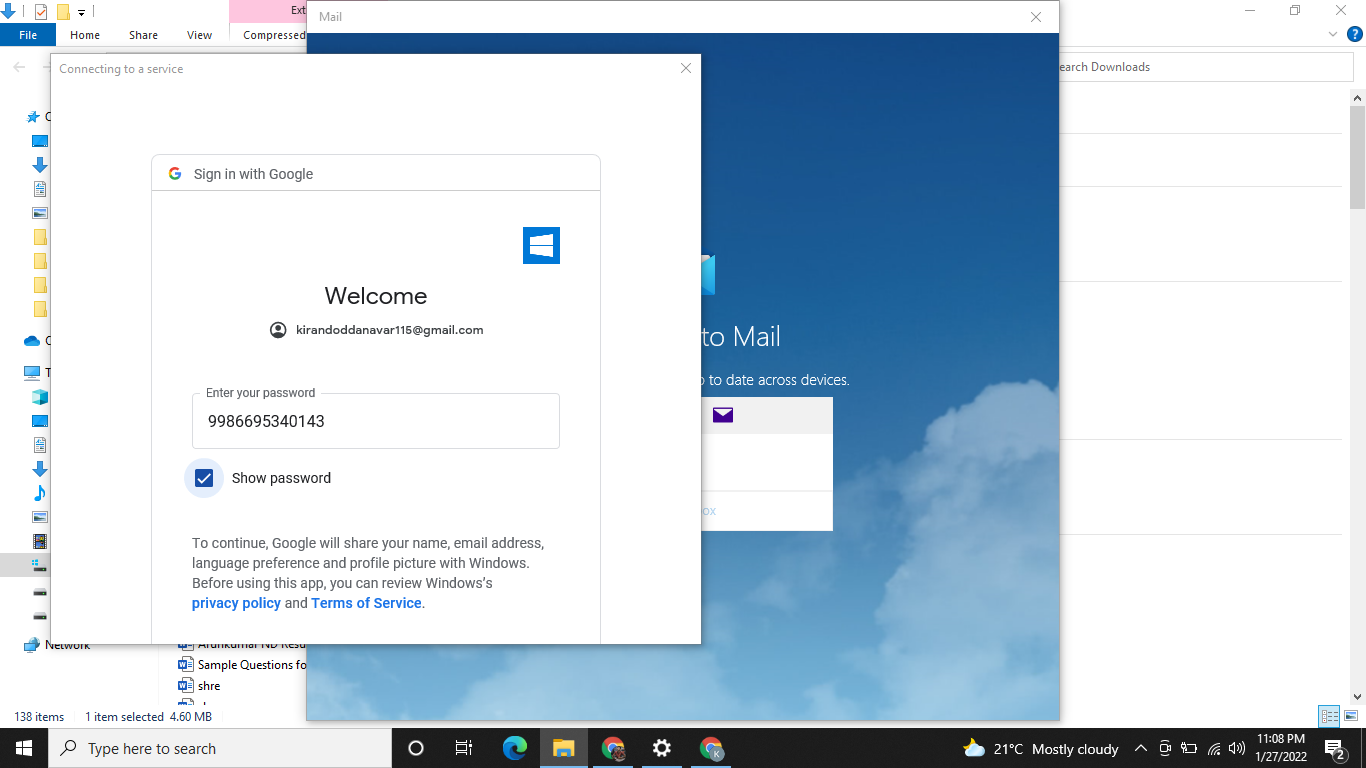 File
Home
Share
View
Ext
Compressed
Mail
earch Downloads
Connecting to a service
Sign in with Google
Welcome
kirandoddanavar115@gmail.com
Enter your password
9986695340143
Show password
To continue, Google will share your name, email address,
language preference and profile picture with Windows.
Before using this app, you can review Windows's
privacy policy and Terms of Service.
to Mail
to date across devices.
ox
Network
Sample Questions fo
shre
138 items
1 item selected 4.60 MB
Type here to search
K
21°C Mostly cloudy
11:08 PM
1/27/2022
2